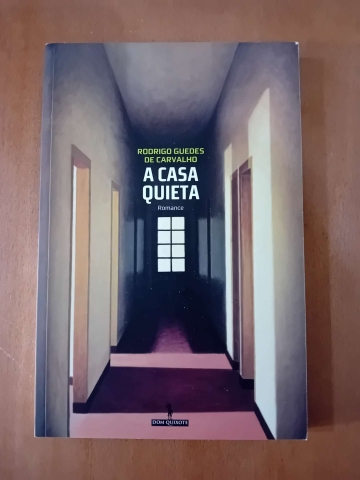 RODRIGO GUEDES
DE CARVALHO
A CASA
QUIETA
Romance
DOM QUIXOTE